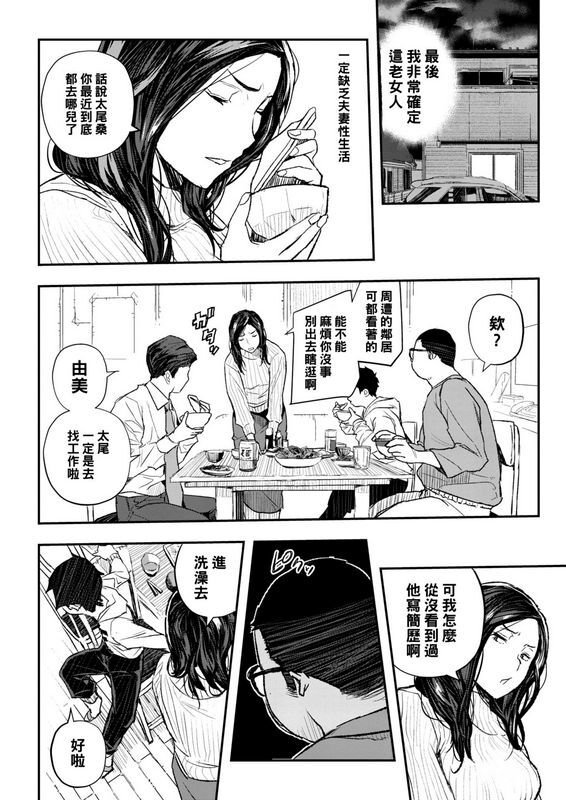 最後
我非常確定
這老女人
一定缺乏夫妻性生活
話說太尾桑
你最近到底
都去哪兒了
欸?
周遭的鄰居
可都看著的
能不能
麻煩你沒事
別出去瞎逛啊
ガタッ
由美
太尾
一定是去
找工作啦
可我怎麼
從沒看到過
他寫簡歷啊
ピクッ
進
洗澡去
好啦